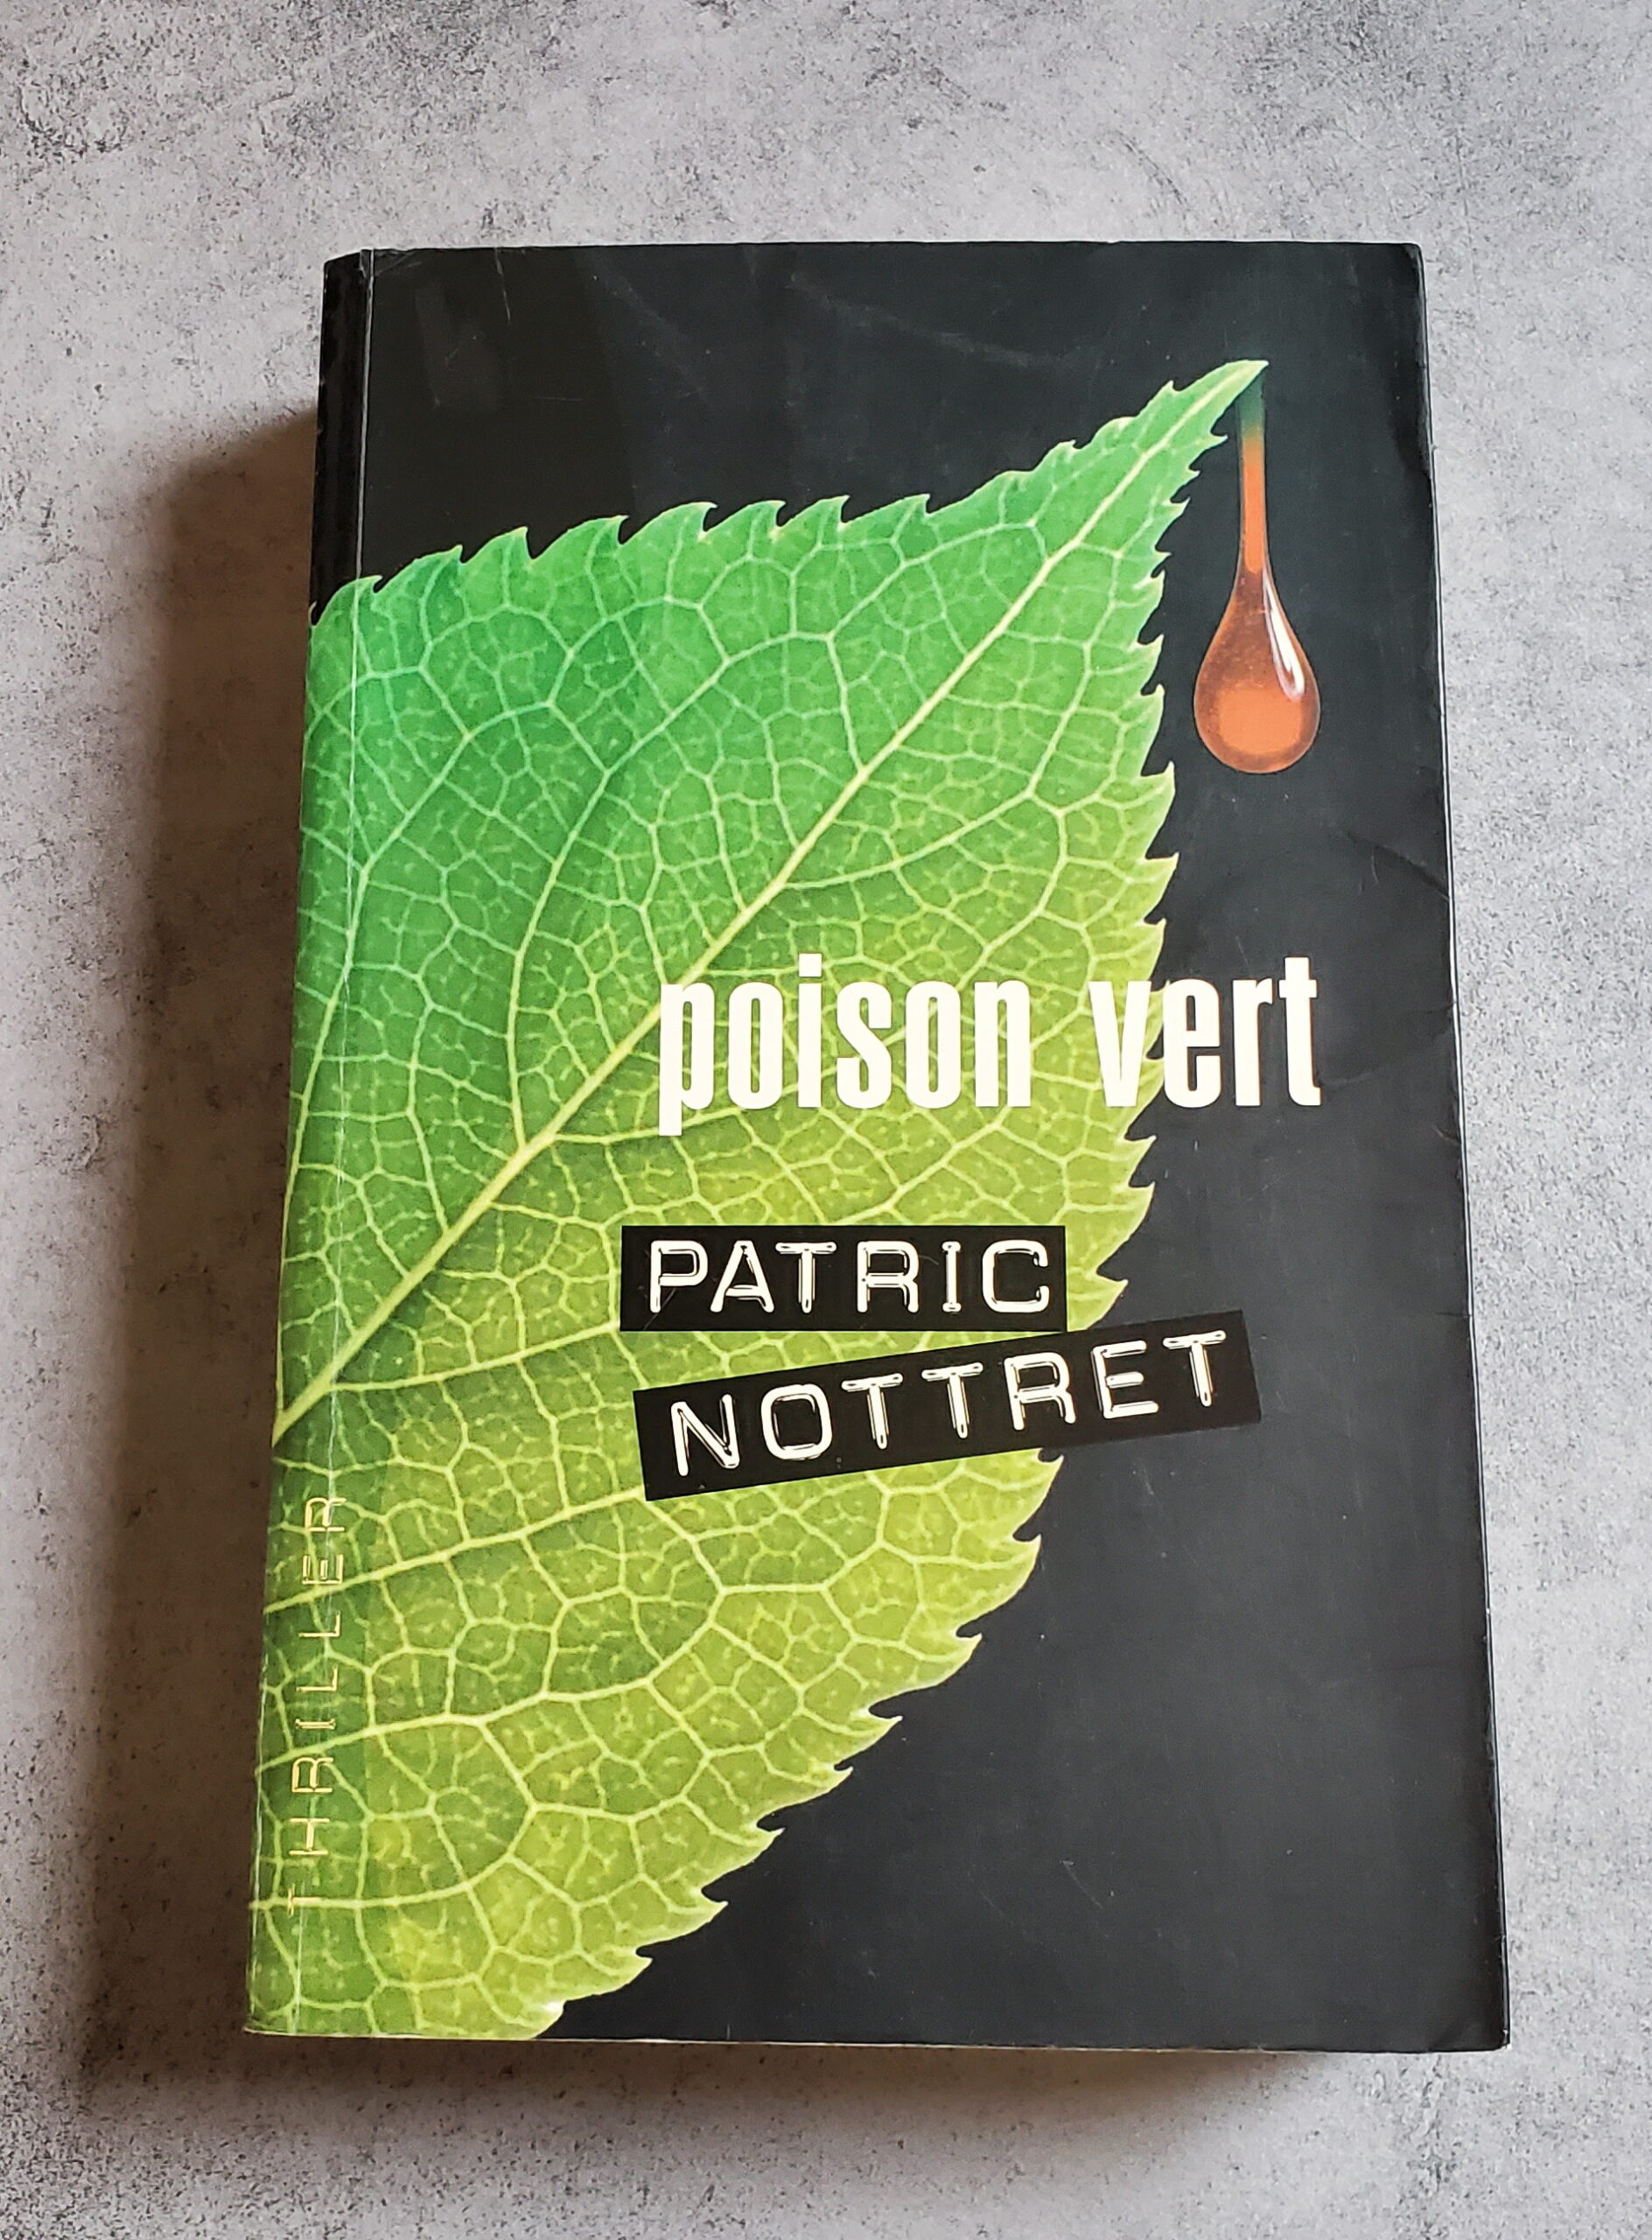 poison vert
PATRIC
NOTTRET
THRILLER